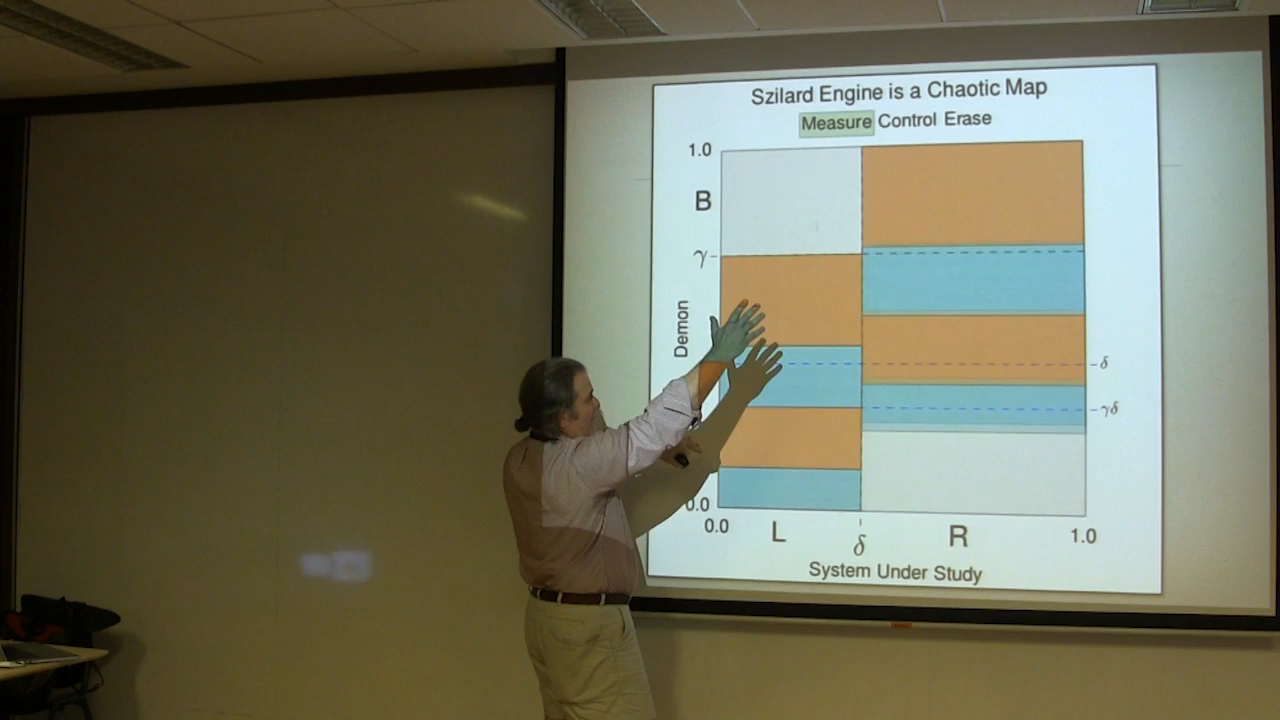 Szilard Engine is a Chaotic Map
Measure Control Erase
1.0
B
γ
Demon
δ
γδ
0.0
0.0
L
δ
R
1.0
System Under Study